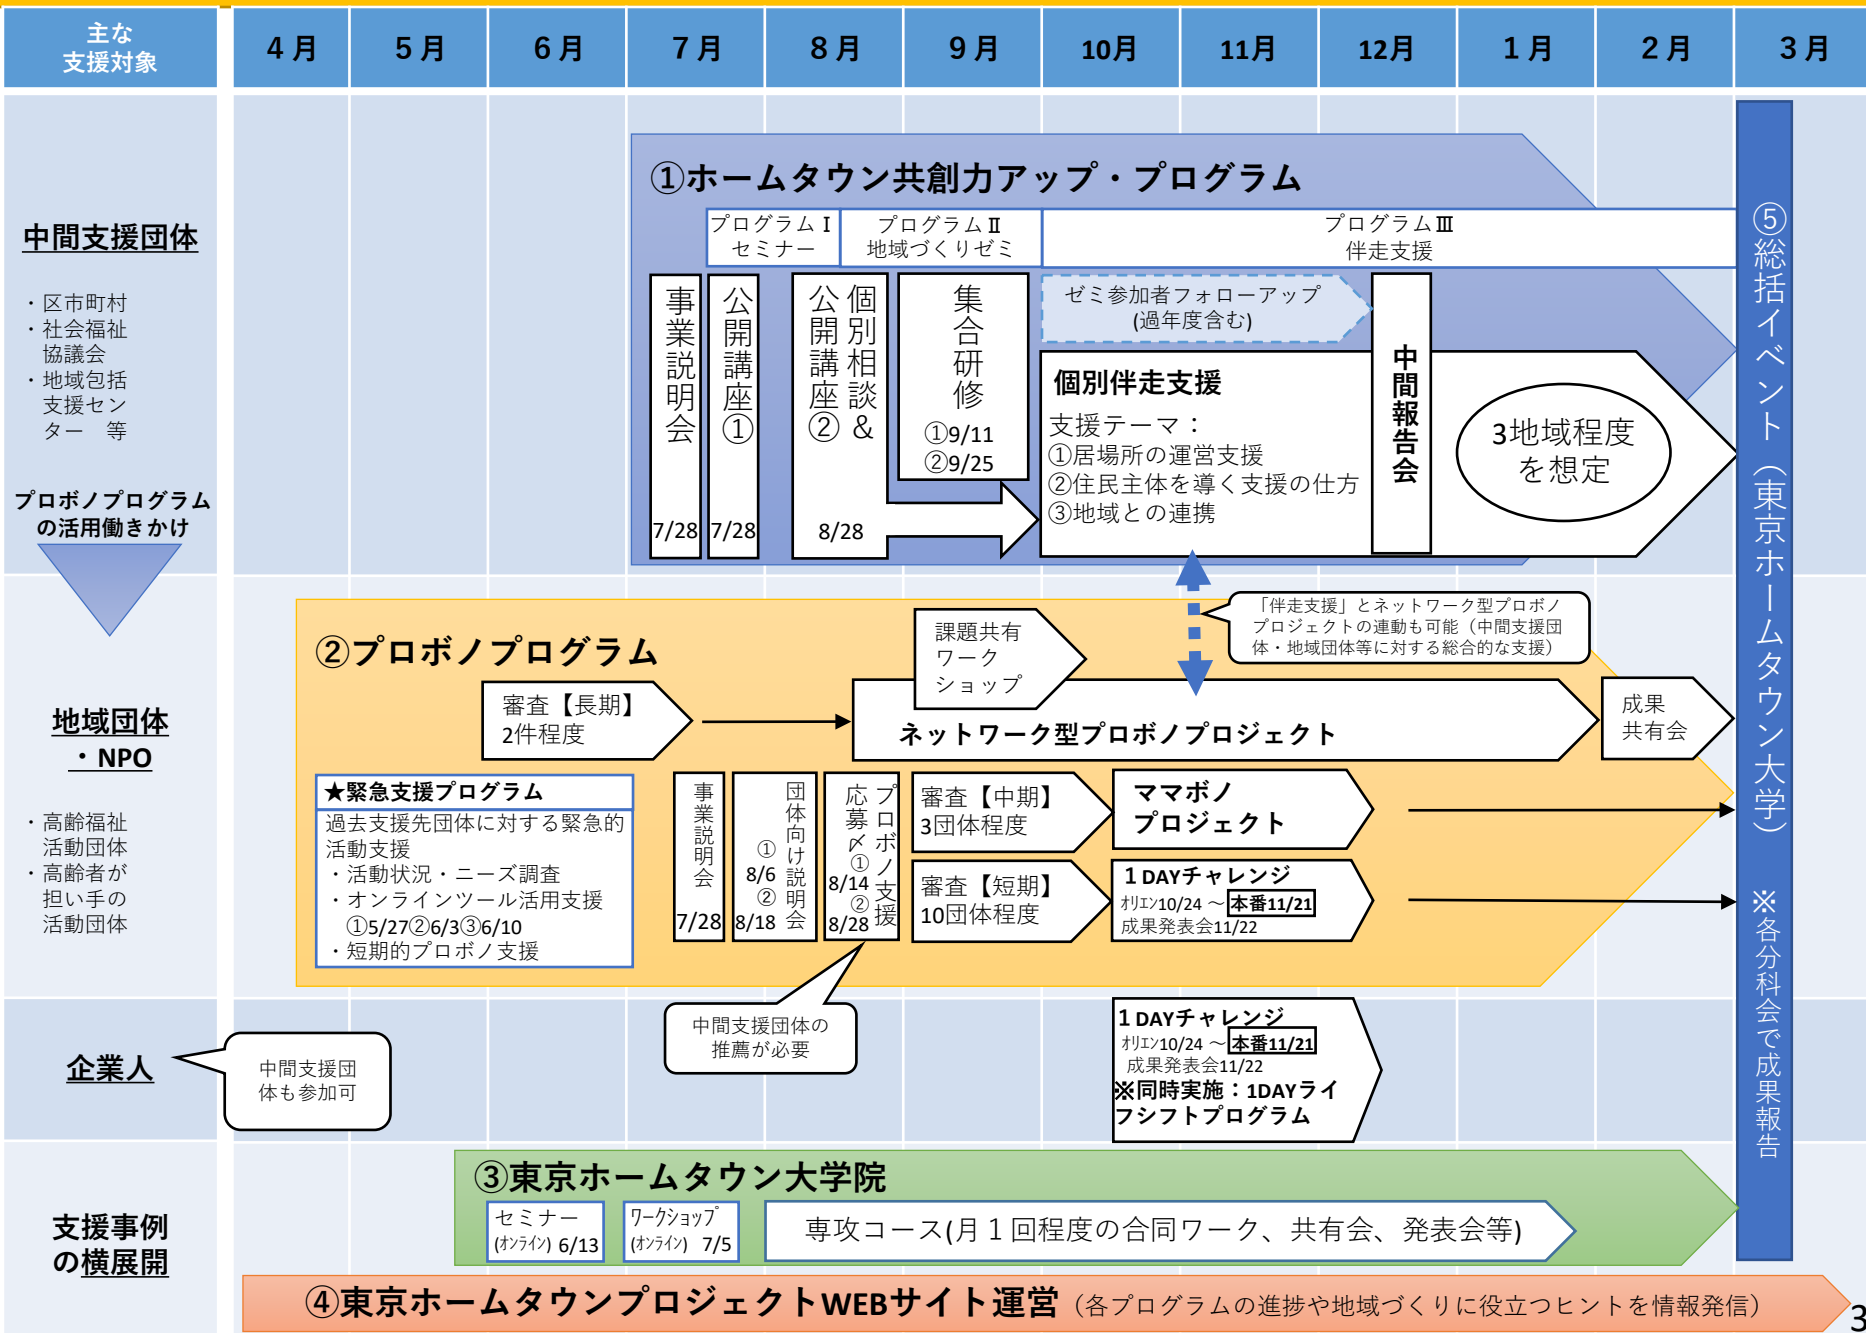 主な
支援対象
4月
5月
6月
7月
8月
9月
10月
11月
12月
1月
2月
3月
中間支援団体
・区市町村
・社会福祉
協議会
・地域包括
支援セン
ター 等
プロボノプログラム
の活用働きかけ
①ホームタウン共創力アップ・プログラム
プログラムⅠ
セミナー
プログラムⅡ
地域づくりゼミ
プログラムⅢ
伴走支援
事業説明会
7/28
公開講座①
7/28
個別相談&
公開講座②
8/28
集合研修
①9/11
②9/25
ゼミ参加者フォローアップ
(過年度含む)
個別伴走支援
支援テーマ：
①居場所の運営支援
②住民主体を導く支援の仕方
③地域との連携
中間報告会
3地域程度
を想定
⑤総括イベント（東京ホームタウン大学） ※各分科会で成果報告
地域団体
・NPO
・高齢福祉
活動団体
・高齢者が
担い手の
活動団体
②プロボノプログラム
課題共有
ワーク
ショップ
「伴走支援」とネットワーク型プロボノ
プロジェクトの連動も可能（中間支援団
体・地域団体等に対する総合的な支援）
審査【長期】
2件程度
ネットワーク型プロボノプロジェクト
成果
共有会
★緊急支援プログラム
過去支援先団体に対する緊急的
活動支援
・活動状況・ニーズ調査
・オンラインツール活用支援
①5/27②6/3③6/10
・短期的プロボノ支援
事業説明会
7/28
団体向け説明会
①
8/6
②
8/18
プロボノ支援
応募〆
①
8/14
②
8/28
審査【中期】
3団体程度
ママボノ
プロジェクト
審査【短期】
10団体程度
1 DAYチャレンジ
ｵﾘｴﾝ10/24 ～本番11/21
成果発表会11/22
中間支援団体の
推薦が必要
企業人
中間支援団
体も参加可
1 DAYチャレンジ
ｵﾘｴﾝ10/24 ～本番11/21
成果発表会11/22
※同時実施：1DAYライ
フシフトプログラム
支援事例
の横展開
③東京ホームタウン大学院
セミナー
(ｵﾝﾗｲﾝ) 6/13
ﾜｰｸｼｮｯﾌﾟ
(ｵﾝﾗｲﾝ) 7/5
専攻コース(月１回程度の合同ワーク、共有会、発表会等)
④東京ホームタウンプロジェクトWEBサイト運営（各プログラムの進捗や地域づくりに役立つヒントを情報発信）
3